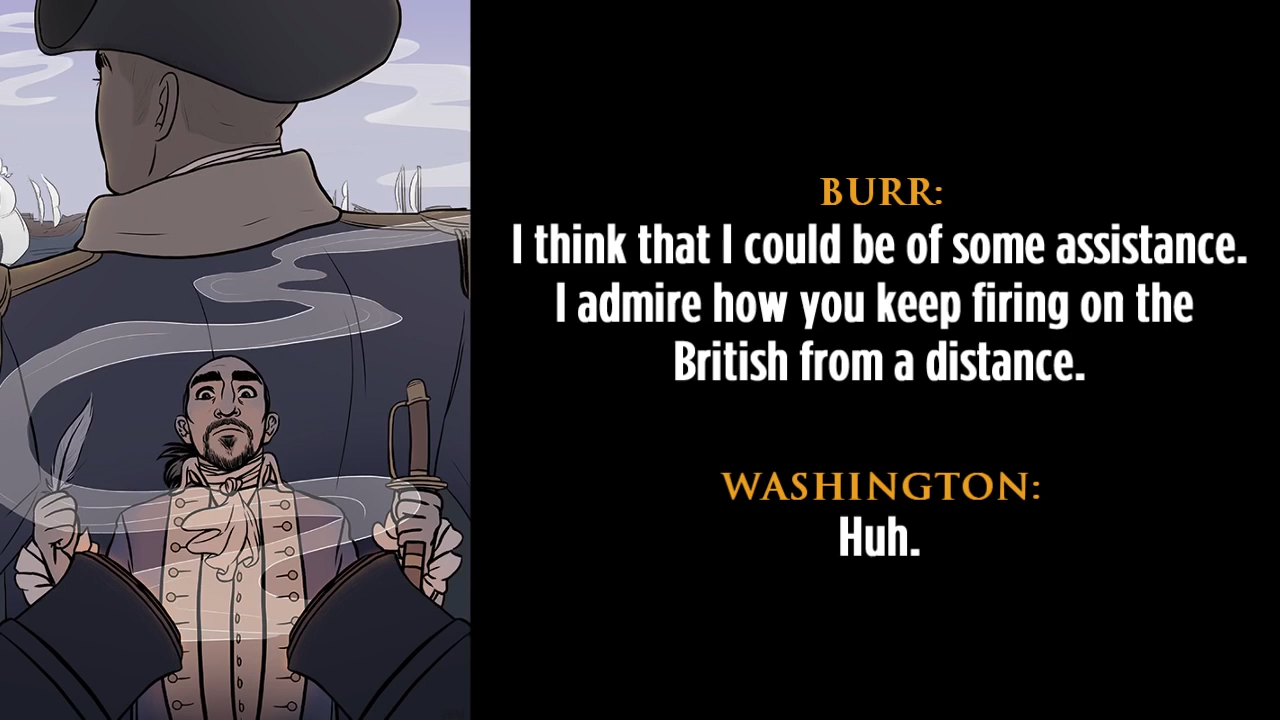 BURR:
I think that I could be of some assistance.
I admire how you keep firing on the
British from a distance.
WASHINGTON:
Huh.